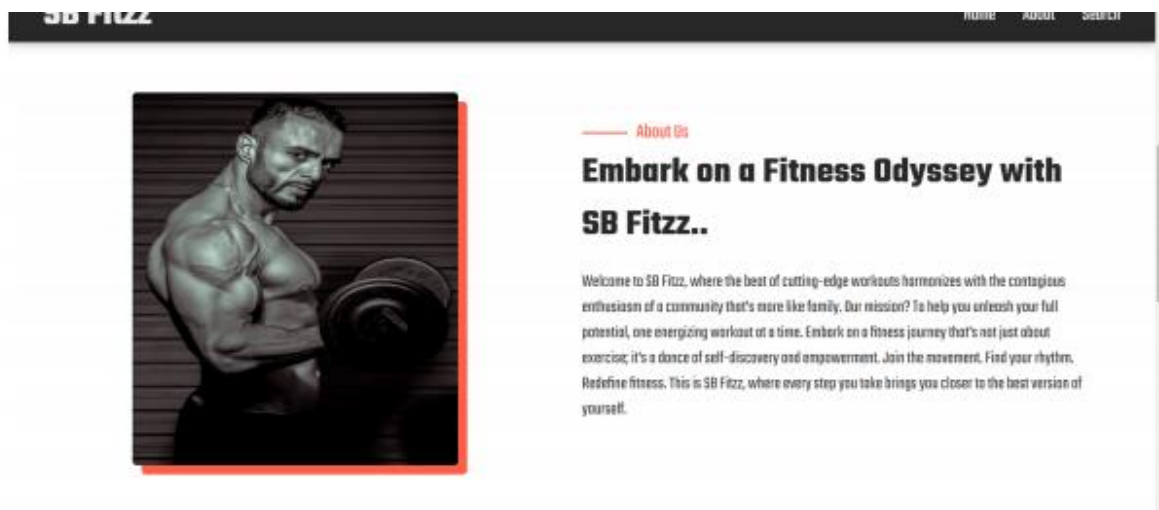 SB Fitzz
Home About Search
About Us
Embark on a Fitness Odyssey with
SB Fitzz..
Welcome to SB Fitzz, where the beat of cutting-edge workouts harmonizes with the contagious
enthusiasm of a community that's more like family. Our mission? To help you unleash your full
potential, one energizing workout at a time. Embark on a fitness journey that's not just about
exercise; it's a dance of self-discovery and empowerment. Join the movement. Find your rhythm.
Redefine fitness. This is SB Fitzz, where every step you take brings you closer to the best version of
yourself.